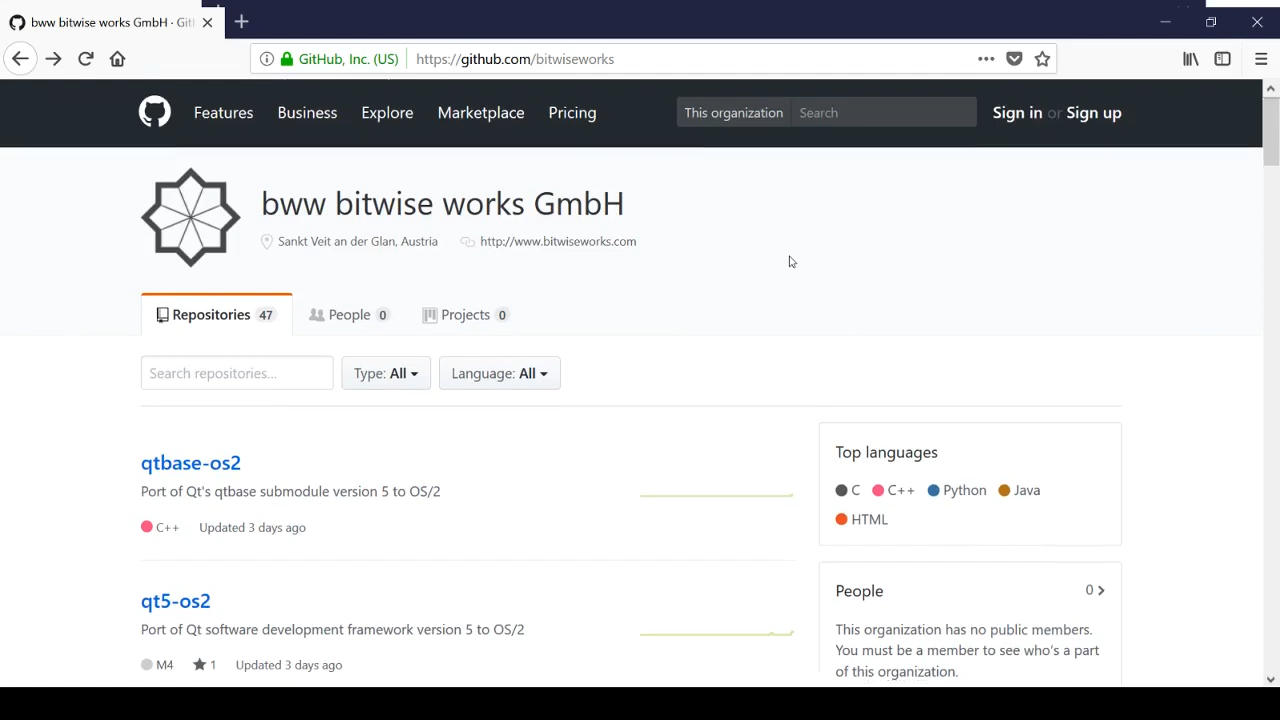 bww bitwise works GmbH · Git
GitHub, Inc. (US) https://github.com/bitwiseworks
Features Business Explore Marketplace Pricing This organization Search Sign in or Sign up
bww bitwise works GmbH
Sankt Veit an der Glan, Austria http://www.bitwiseworks.com
Repositories 47 People 0 Projects 0
Search repositories... Type: All Language: All
qtbase-os2
Port of Qt's qtbase submodule version 5 to OS/2
C++ Updated 3 days ago
qt5-os2
Port of Qt software development framework version 5 to OS/2
M4 1 Updated 3 days ago
Top languages
C C++ Python Java
HTML
People 0
This organization has no public members.
You must be a member to see who's a part
of this organization.